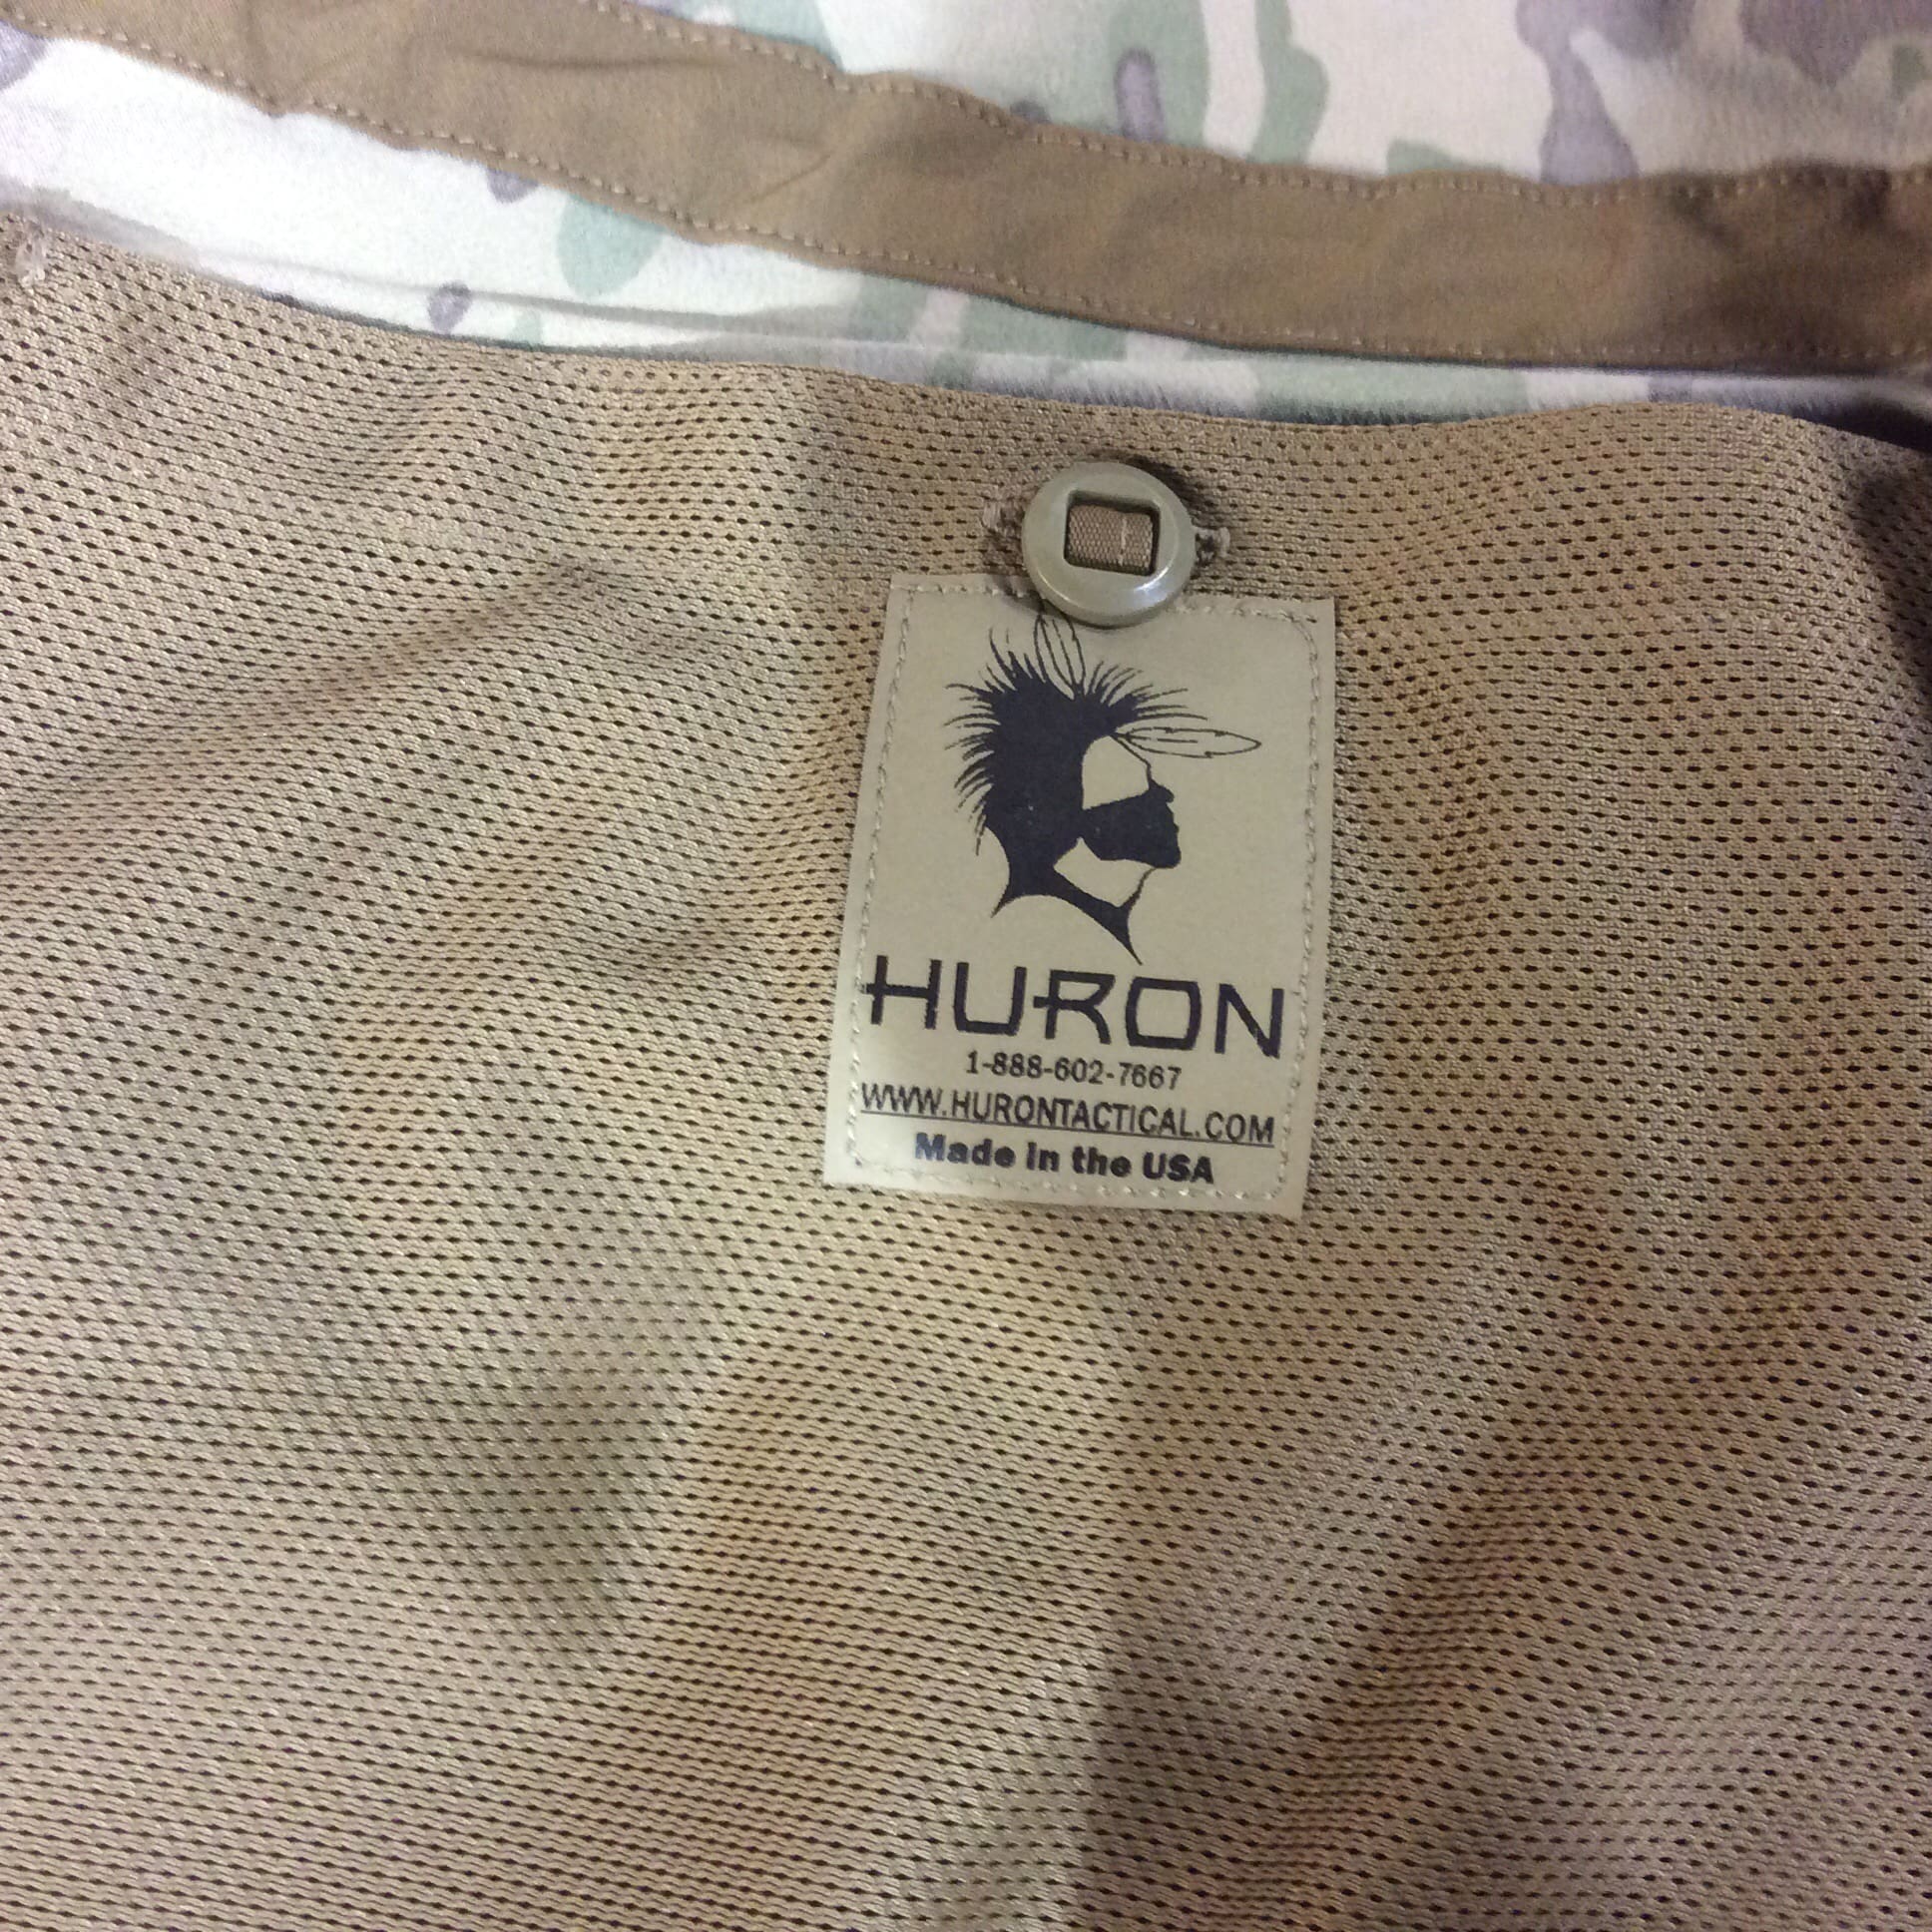 HURON
1-888-602-7667
WWW.HURONTACTICAL.COM
Made in the USA